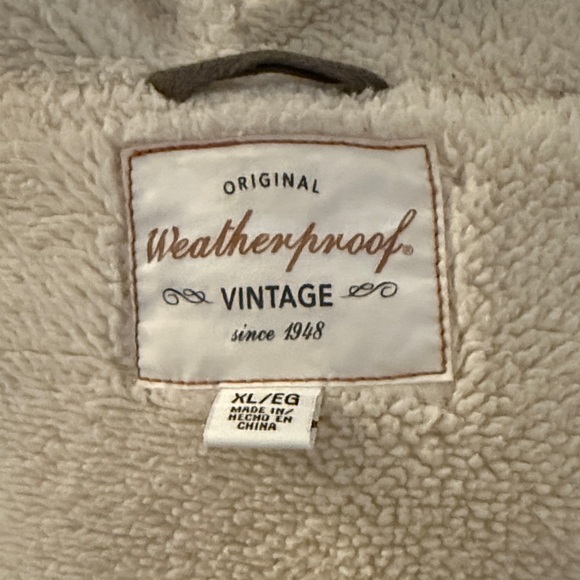 ORIGINAL
Weatherproof®
VINTAGE
since 1948
XL/EG
MADE IN/
HECHO EN
CHINA